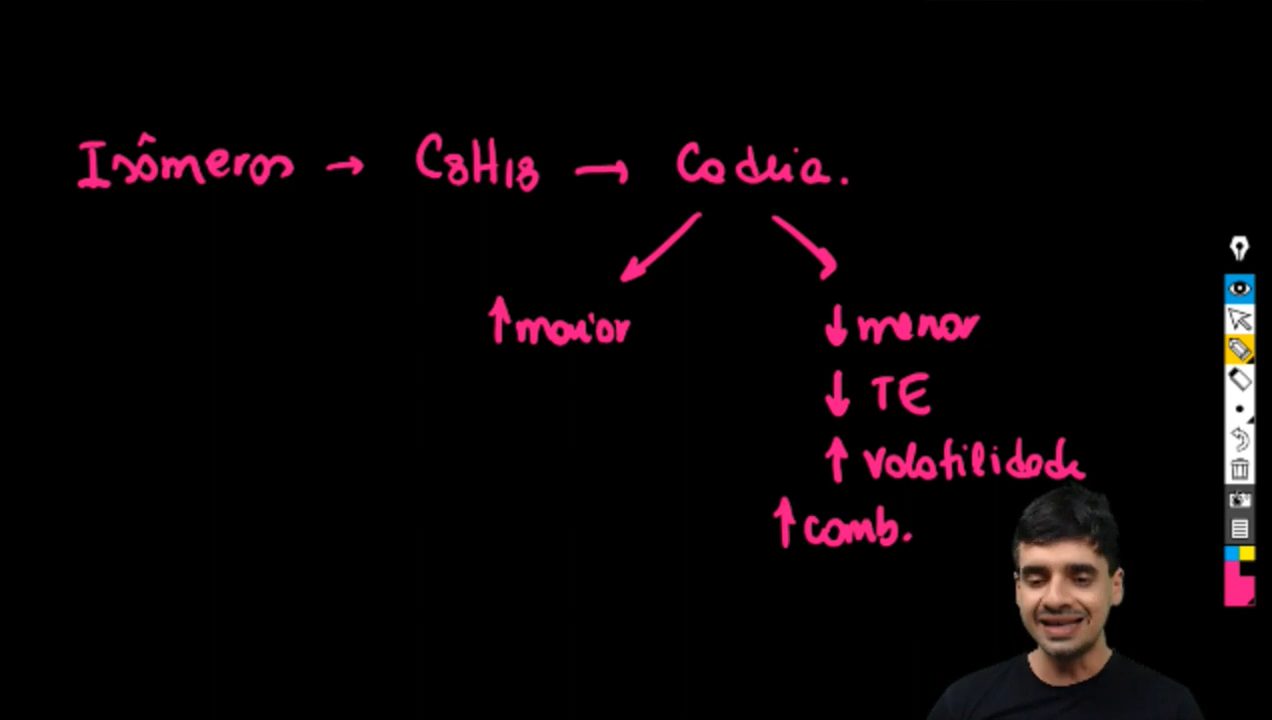 Isômeros → C8H18 → Cadeia.
↑ maior
↓ menor
↓ TE
↑ volatilidade
↑ comb.